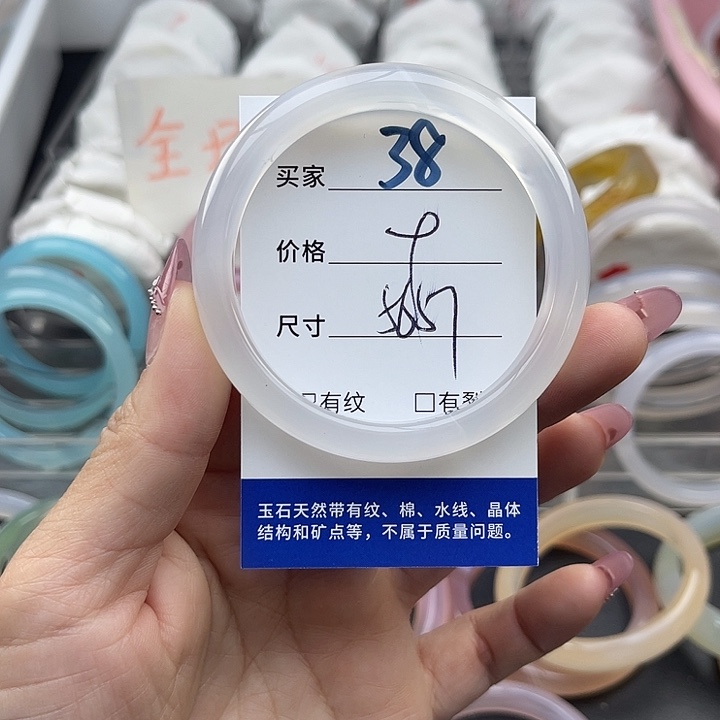 全
买家 38
价格
尺寸
有纹 □有裂
玉石天然带有纹、棉、水线、晶体
结构和矿点等，不属于质量问题。